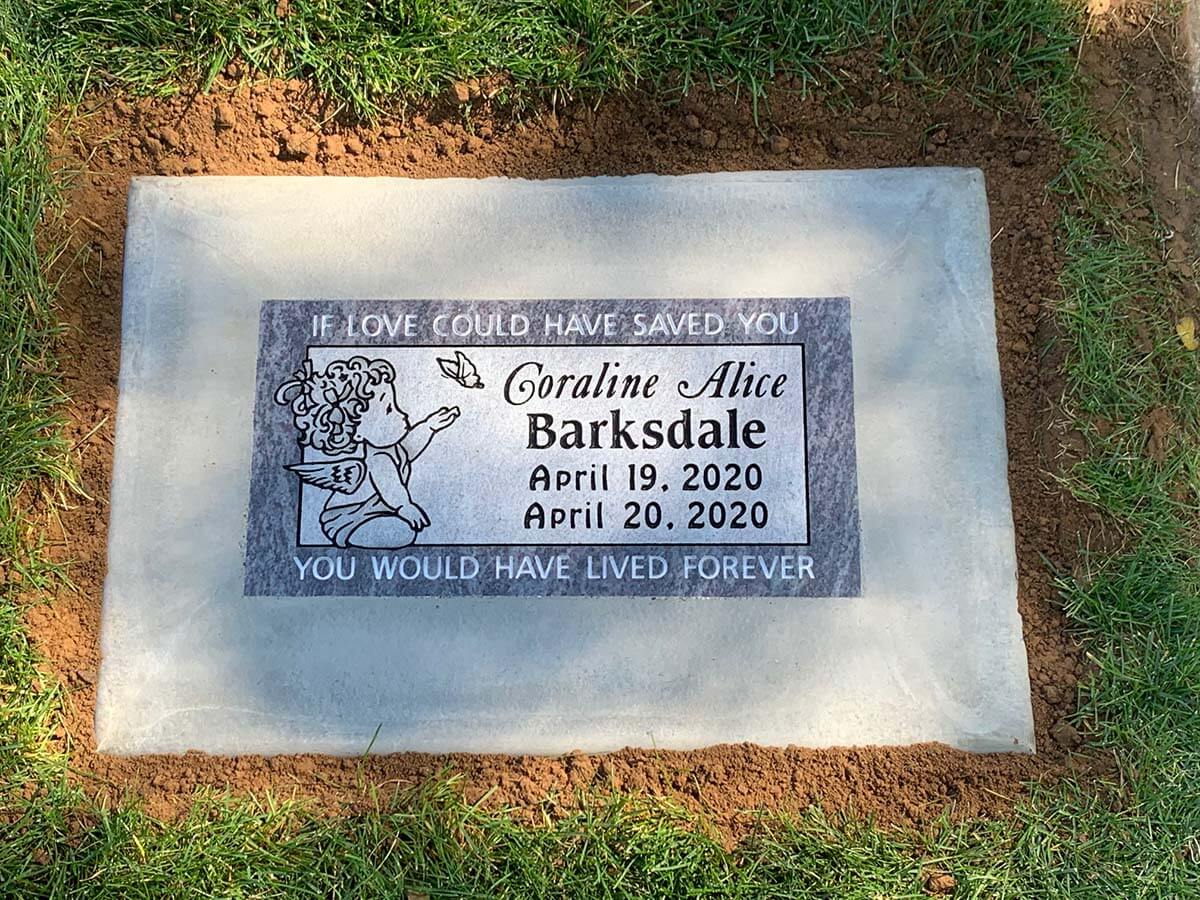 IF LOVE COULD HAVE SAVED YOU
Coraline Alice
Barksdale
April 19, 2020
April 20, 2020
YOU WOULD HAVE LIVED FOREVER